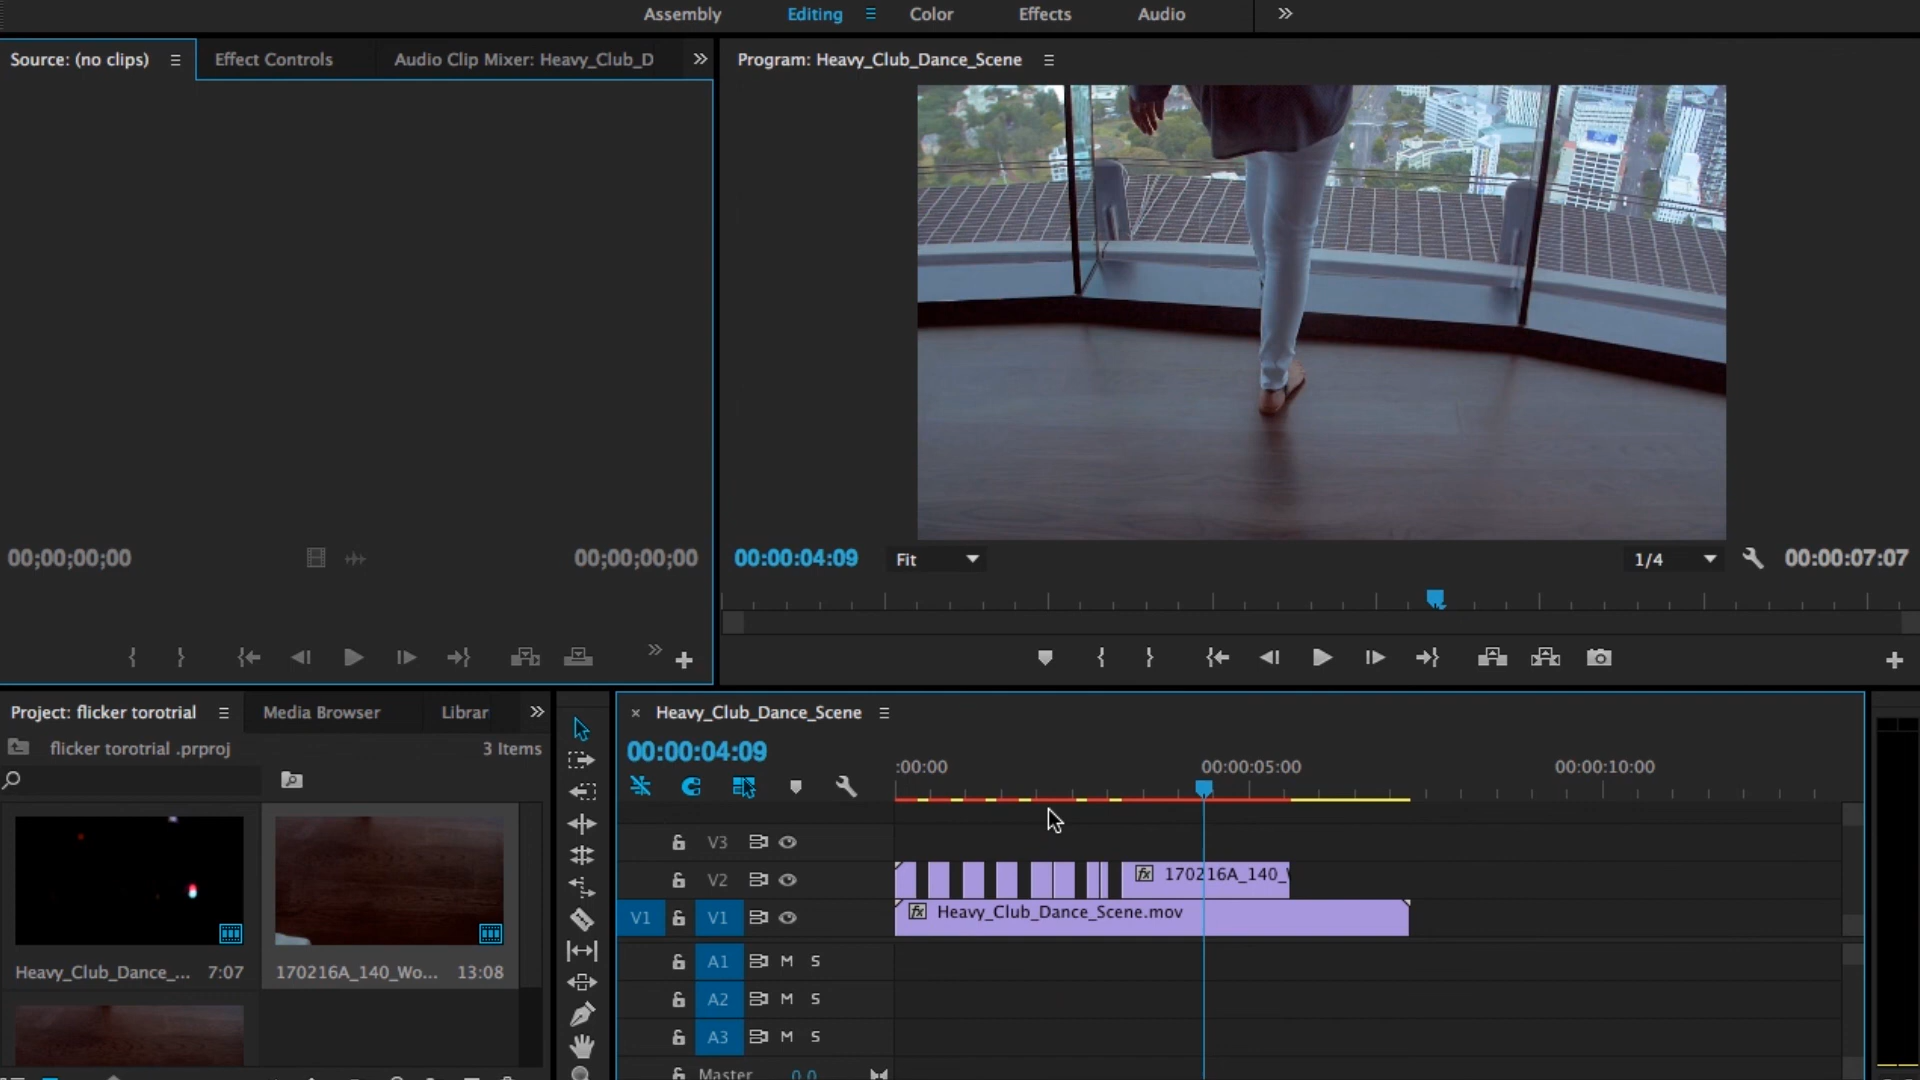 Assembly Editing Color Effects Audio
Source: (no clips) Effect Controls Audio Clip Mixer: Heavy_Club_D
Program: Heavy_Club_Dance_Scene
00;00;00;00 00;00;00;00
00:00:04:09 Fit 1/4 00:00:07:07
Project: flicker torotrial Media Browser Librar
flicker torotrial .prproj 3 Items
Heavy_Club_Dance_... 7:07
170216A_140_Wo... 13:08
Heavy_Club_Dance_Scene
00:00:04:09
:00:00 00:00:05:00 00:00:10:00
V3
V2 fx 170216A_140_
V1 V1 fx Heavy_Club_Dance_Scene.mov
A1 M S
A2 M S
A3 M S
Master 0.0